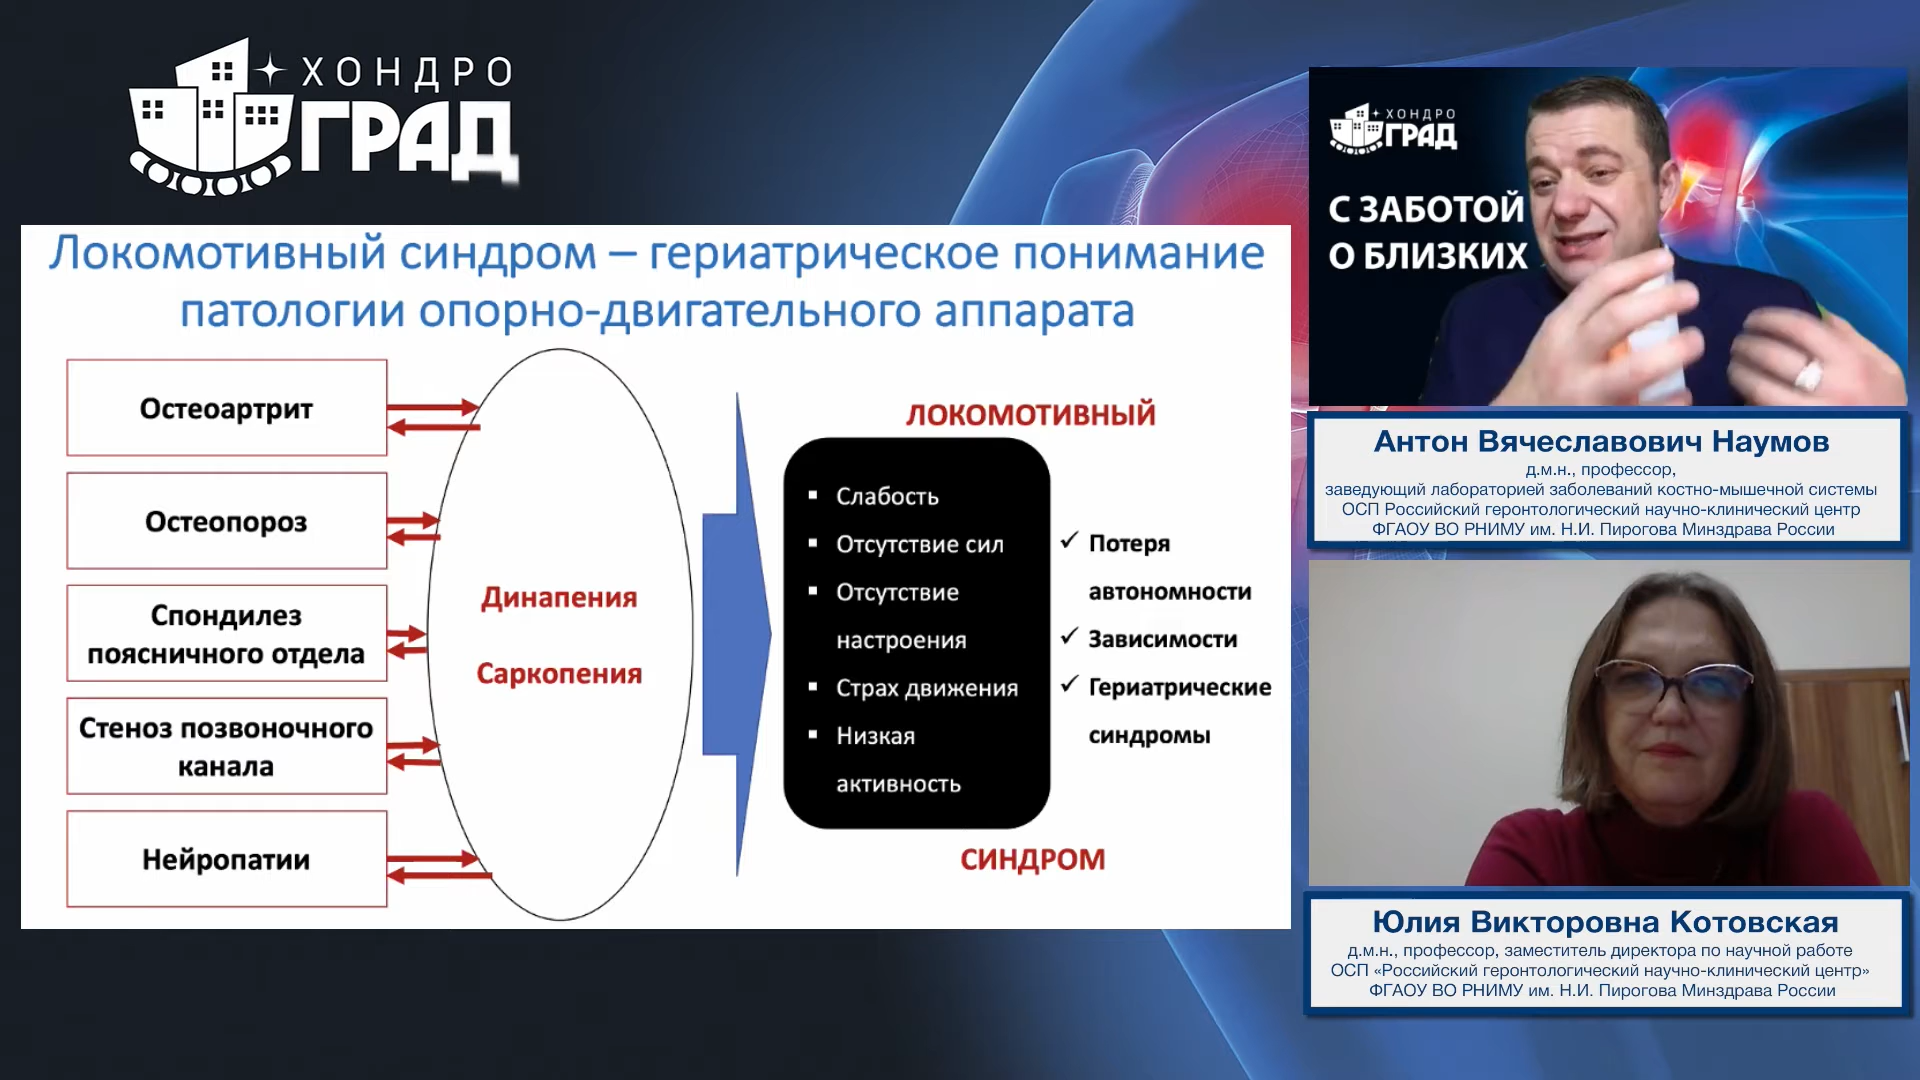 ХОНДРО
ГРАД
Локомотивный синдром – гериатрическое понимание
патологии опорно-двигательного аппарата
Остеоартрит
Остеопороз
Спондилез
поясничного отдела
Стеноз позвоночного
канала
Нейропатии
Динапения
Саркопения
ЛОКОМОТИВНЫЙ
Слабость
Отсутствие сил
Отсутствие
настроения
Страх движения
Низкая
активность
Потеря
автономности
Зависимости
Гериатрические
синдромы
СИНДРОМ
ХОНДРО
ГРАД
С ЗАБОТОЙ
О БЛИЗКИХ
Антон Вячеславович Наумов
д.м.н., профессор,
заведующий лабораторией заболеваний костно-мышечной системы
ОСП Российский геронтологический научно-клинический центр
ФГАОУ ВО РНИМУ им. Н.И. Пирогова Минздрава России
Юлия Викторовна Котовская
д.м.н., профессор, заместитель директора по научной работе
ОСП «Российский геронтологический научно-клинический центр»
ФГАОУ ВО РНИМУ им. Н.И. Пирогова Минздрава России